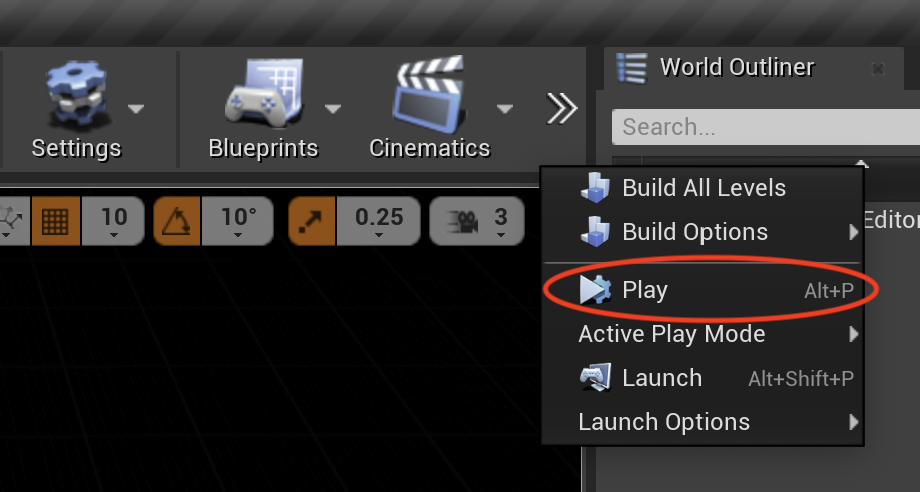 Settings
Blueprints
Cinematics
World Outliner
Search...
10
10°
0.25
3
Build All Levels
Build Options
Editor
Play Alt+P
Active Play Mode
Launch Alt+Shift+P
Launch Options